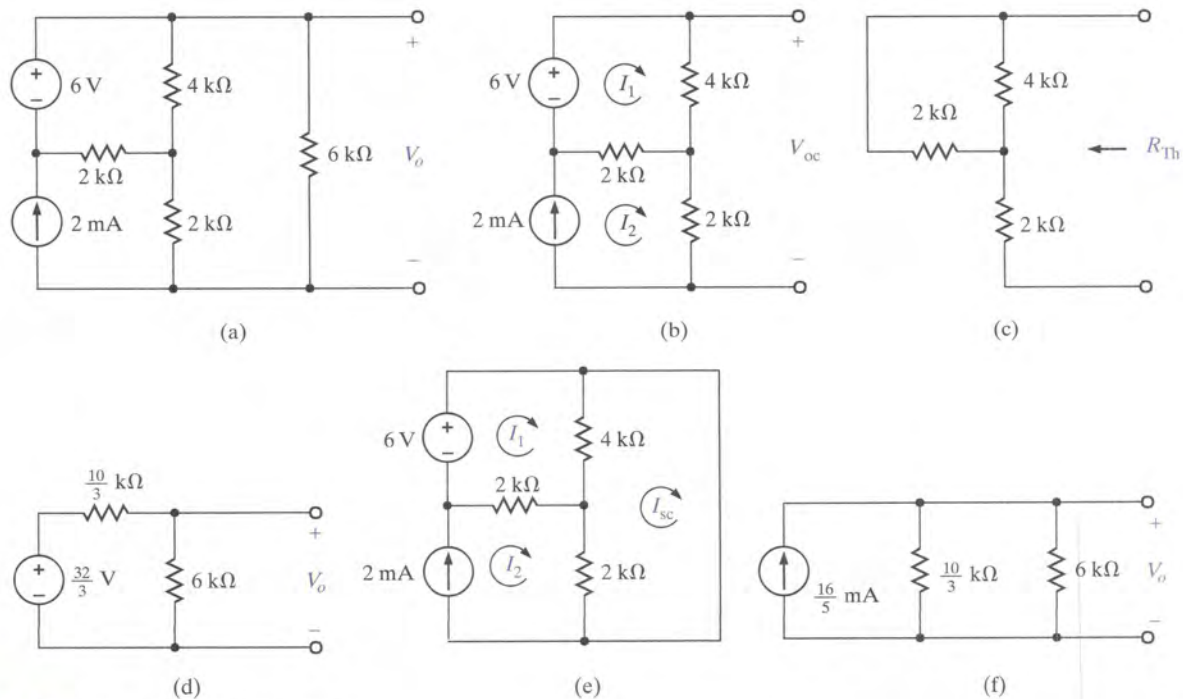 +
6 V
+
−
4 kΩ
2 kΩ
6 kΩ
V_o
2 mA
2 kΩ
−
(a)
+
6 V
+
−
I_1
4 kΩ
2 kΩ
V_oc
2 mA
I_2
2 kΩ
−
(b)
4 kΩ
2 kΩ
R_Th
2 kΩ
(c)
10/3 kΩ
+
+
−
32/3 V
6 kΩ
V_o
−
(d)
6 V
+
−
I_1
4 kΩ
2 kΩ
I_sc
2 mA
I_2
2 kΩ
(e)
+
16/5 mA
10/3 kΩ
6 kΩ
V_o
−
(f)